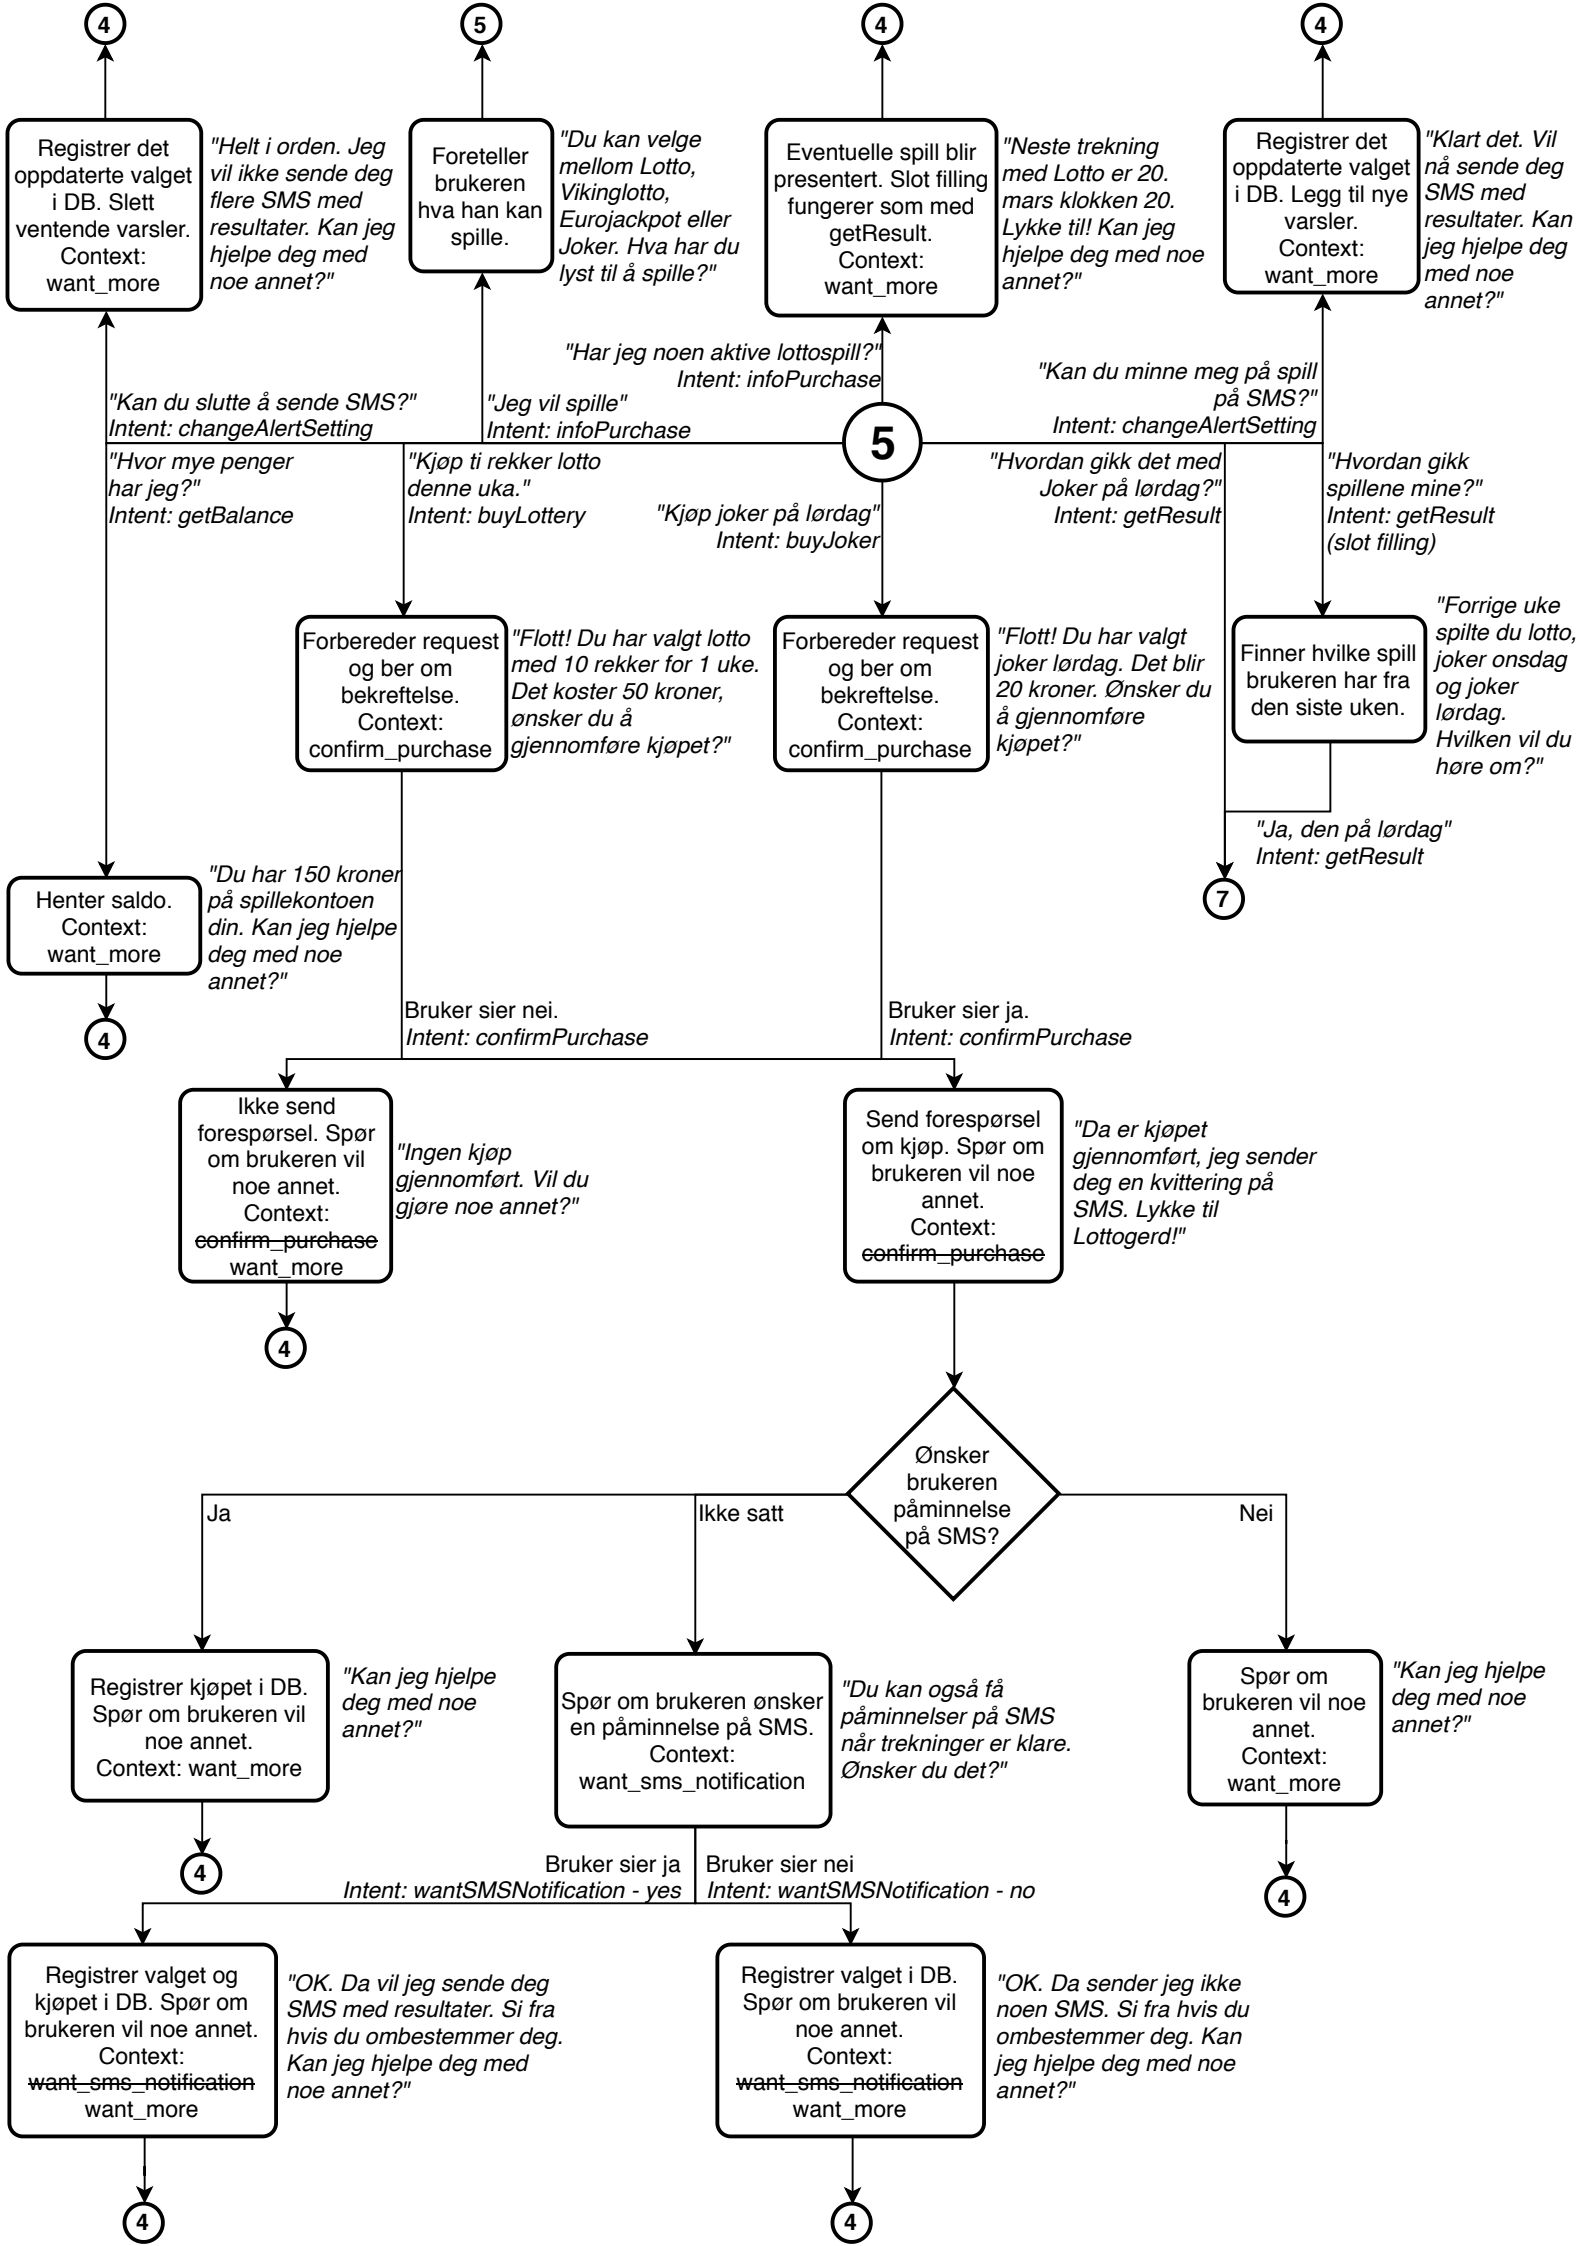 4
5
4
4
Registrer det
oppdaterte valget
i DB. Slett
ventende varsler.
Context:
want_more
"Helt i orden. Jeg
vil ikke sende deg
flere SMS med
resultater. Kan jeg
hjelpe deg med
noe annet?"
Foreteller
brukeren
hva han kan
spille.
"Du kan velge
mellom Lotto,
Vikinglotto,
Eurojackpot eller
Joker. Hva har du
lyst til å spille?"
Eventuelle spill blir
presentert. Slot filling
fungerer som med
getResult.
Context:
want_more
"Neste trekning
med Lotto er 20.
mars klokken 20.
Lykke til! Kan jeg
hjelpe deg med noe
annet?"
Registrer det
oppdaterte valget
i DB. Legg til nye
varsler.
Context:
want_more
"Klart det. Vil
nå sende deg
SMS med
resultater. Kan
jeg hjelpe deg
med noe
annet?"
"Kan du slutte å sende SMS?"
Intent: changeAlertSetting
"Jeg vil spille"
Intent: infoPurchase
"Har jeg noen aktive lottospill?"
Intent: infoPurchase
"Kan du minne meg på spill
på SMS?"
Intent: changeAlertSetting
5
"Hvor mye penger
har jeg?"
Intent: getBalance
"Kjøp ti rekker lotto
denne uka."
Intent: buyLottery
"Kjøp joker på lørdag"
Intent: buyJoker
"Hvordan gikk det med
Joker på lørdag?"
Intent: getResult
"Hvordan gikk
spillene mine?"
Intent: getResult
(slot filling)
Forbereder request
og ber om
bekreftelse.
Context:
confirm_purchase
"Flott! Du har valgt lotto
med 10 rekker for 1 uke.
Det koster 50 kroner,
ønsker du å
gjennomføre kjøpet?"
Forbereder request
og ber om
bekreftelse.
Context:
confirm_purchase
"Flott! Du har valgt
joker lørdag. Det blir
20 kroner. Ønsker du
å gjennomføre
kjøpet?"
Finner hvilke spill
brukeren har fra
den siste uken.
"Forrige uke
spilte du lotto,
joker onsdag
og joker
lørdag.
Hvilken vil du
høre om?"
"Ja, den på lørdag"
Intent: getResult
7
Henter saldo.
Context:
want_more
"Du har 150 kroner
på spillekontoen
din. Kan jeg hjelpe
deg med noe
annet?"
4
Bruker sier nei.
Intent: confirmPurchase
Bruker sier ja.
Intent: confirmPurchase
Ikke send
forespørsel. Spør
om brukeren vil
noe annet.
Context:
confirm_purchase
want_more
"Ingen kjøp
gjennomført. Vil du
gjøre noe annet?"
Send forespørsel
om kjøp. Spør om
brukeren vil noe
annet.
Context:
confirm_purchase
"Da er kjøpet
gjennomført, jeg sender
deg en kvittering på
SMS. Lykke til
Lottogerd!"
4
Ønsker
brukeren
påminnelse
på SMS?
Ja
Ikke satt
Nei
Registrer kjøpet i DB.
Spør om brukeren vil
noe annet.
Context: want_more
"Kan jeg hjelpe
deg med noe
annet?"
Spør om brukeren ønsker
en påminnelse på SMS.
Context:
want_sms_notification
"Du kan også få
påminnelser på SMS
når trekninger er klare.
Ønsker du det?"
Spør om
brukeren vil noe
annet.
Context:
want_more
"Kan jeg hjelpe
deg med noe
annet?"
4
4
Bruker sier ja
Intent: wantSMSNotification - yes
Bruker sier nei
Intent: wantSMSNotification - no
Registrer valget og
kjøpet i DB. Spør om
brukeren vil noe annet.
Context:
want_sms_notification
want_more
"OK. Da vil jeg sende deg
SMS med resultater. Si fra
hvis du ombestemmer deg.
Kan jeg hjelpe deg med
noe annet?"
Registrer valget i DB.
Spør om brukeren vil
noe annet.
Context:
want_sms_notification
want_more
"OK. Da sender jeg ikke
noen SMS. Si fra hvis du
ombestemmer deg. Kan
jeg hjelpe deg med noe
annet?"
4
4